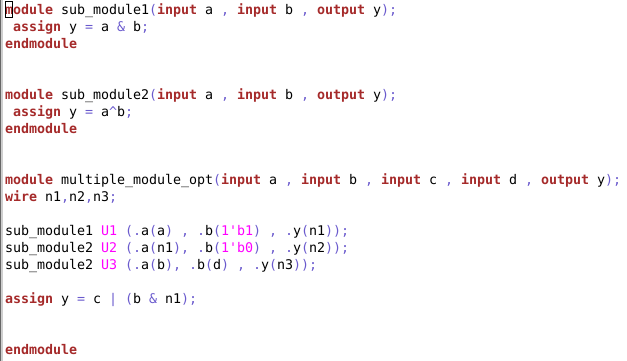 module sub_module1(input a , input b , output y);
 assign y = a & b;
endmodule
module sub_module2(input a , input b , output y);
 assign y = a^b;
endmodule
module multiple_module_opt(input a , input b , input c , input d , output y);
wire n1,n2,n3;
sub_module1 U1 (.a(a) , .b(1'b1) , .y(n1));
sub_module2 U2 (.a(n1), .b(1'b0) , .y(n2));
sub_module2 U3 (.a(b), .b(d) , .y(n3));
assign y = c | (b & n1);
endmodule